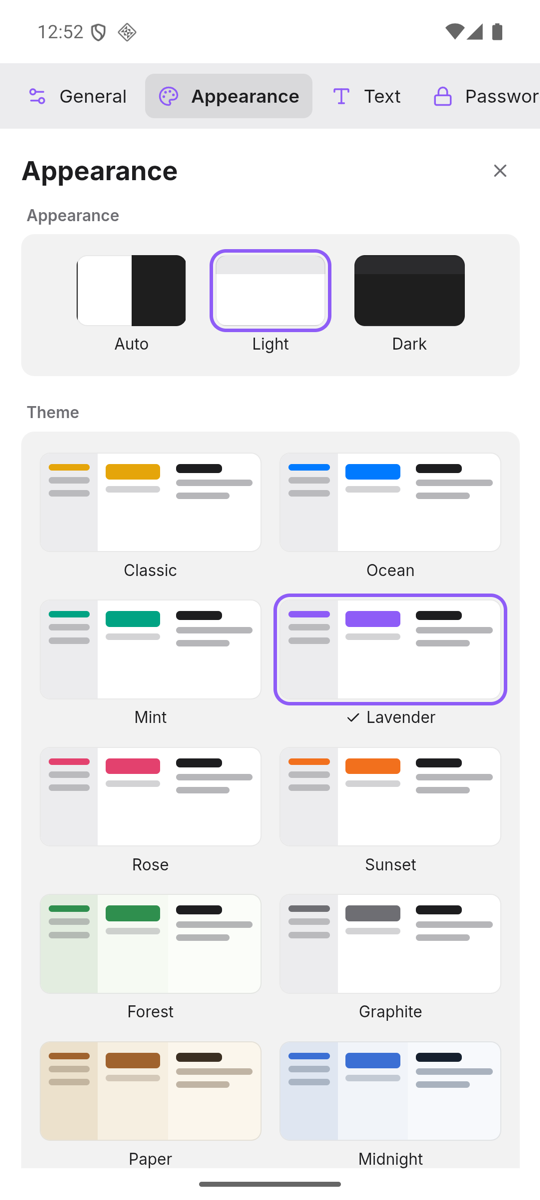 12:52
General Appearance Text Passwor
Appearance
Appearance
Auto Light Dark
Theme
Classic Ocean
Mint Lavender
Rose Sunset
Forest Graphite
Paper Midnight